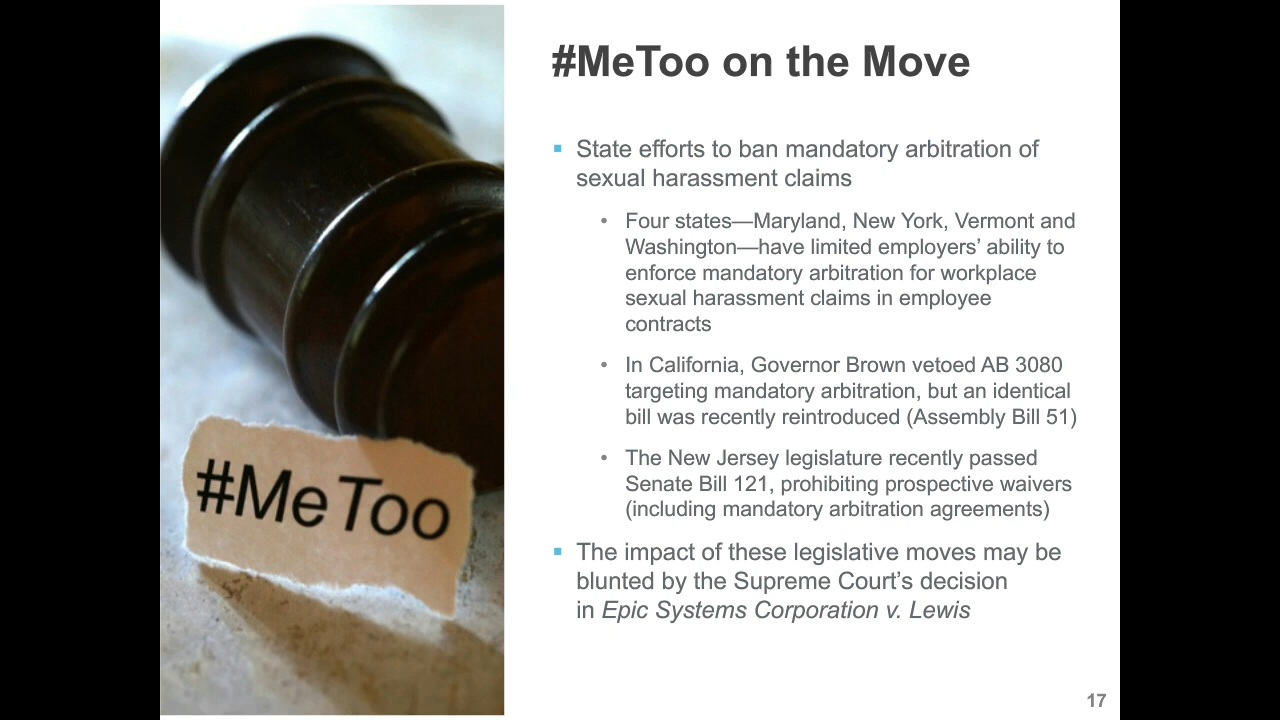 #MeToo on the Move
▪ State efforts to ban mandatory arbitration of
sexual harassment claims
• Four states—Maryland, New York, Vermont and
Washington—have limited employers’ ability to
enforce mandatory arbitration for workplace
sexual harassment claims in employee
contracts
• In California, Governor Brown vetoed AB 3080
targeting mandatory arbitration, but an identical
bill was recently reintroduced (Assembly Bill 51)
• The New Jersey legislature recently passed
Senate Bill 121, prohibiting prospective waivers
(including mandatory arbitration agreements)
▪ The impact of these legislative moves may be
blunted by the Supreme Court’s decision
in Epic Systems Corporation v. Lewis
#MeToo
17